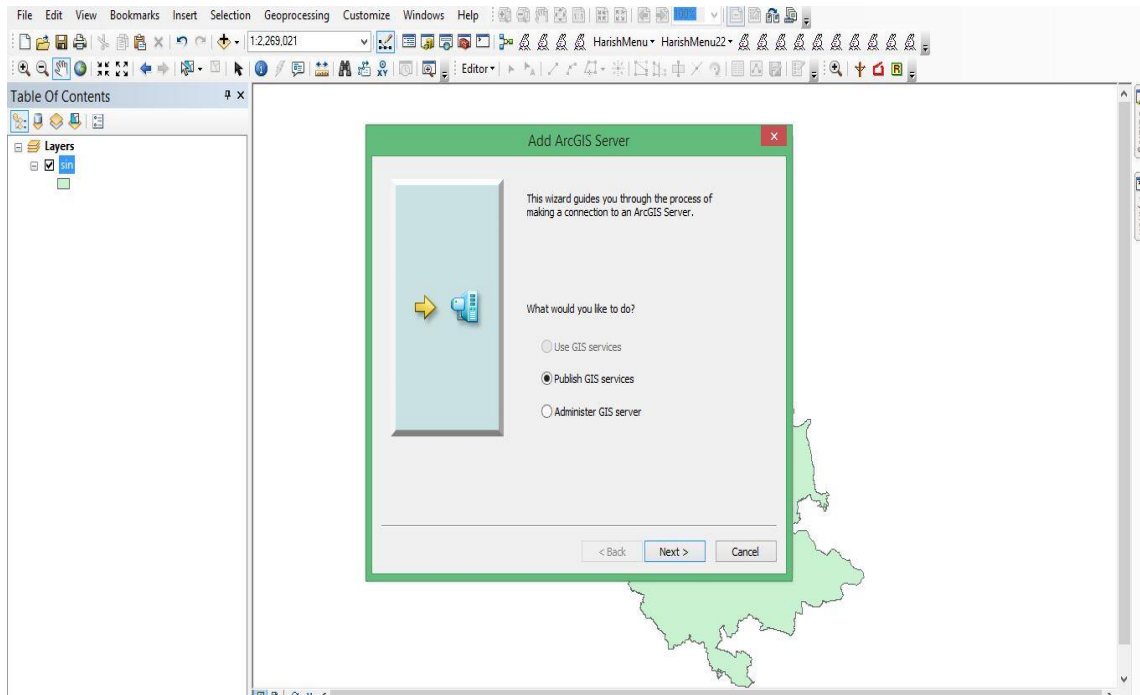 File Edit View Bookmarks Insert Selection Geoprocessing Customize Windows Help 100%
1:2,269,021 HarishMenu HarishMenu22
Editor
Table Of Contents
Layers
sin
Add ArcGIS Server
This wizard guides you through the process of
making a connection to an ArcGIS Server.
What would you like to do?
Use GIS services
Publish GIS services
Administer GIS server
< Back Next > Cancel